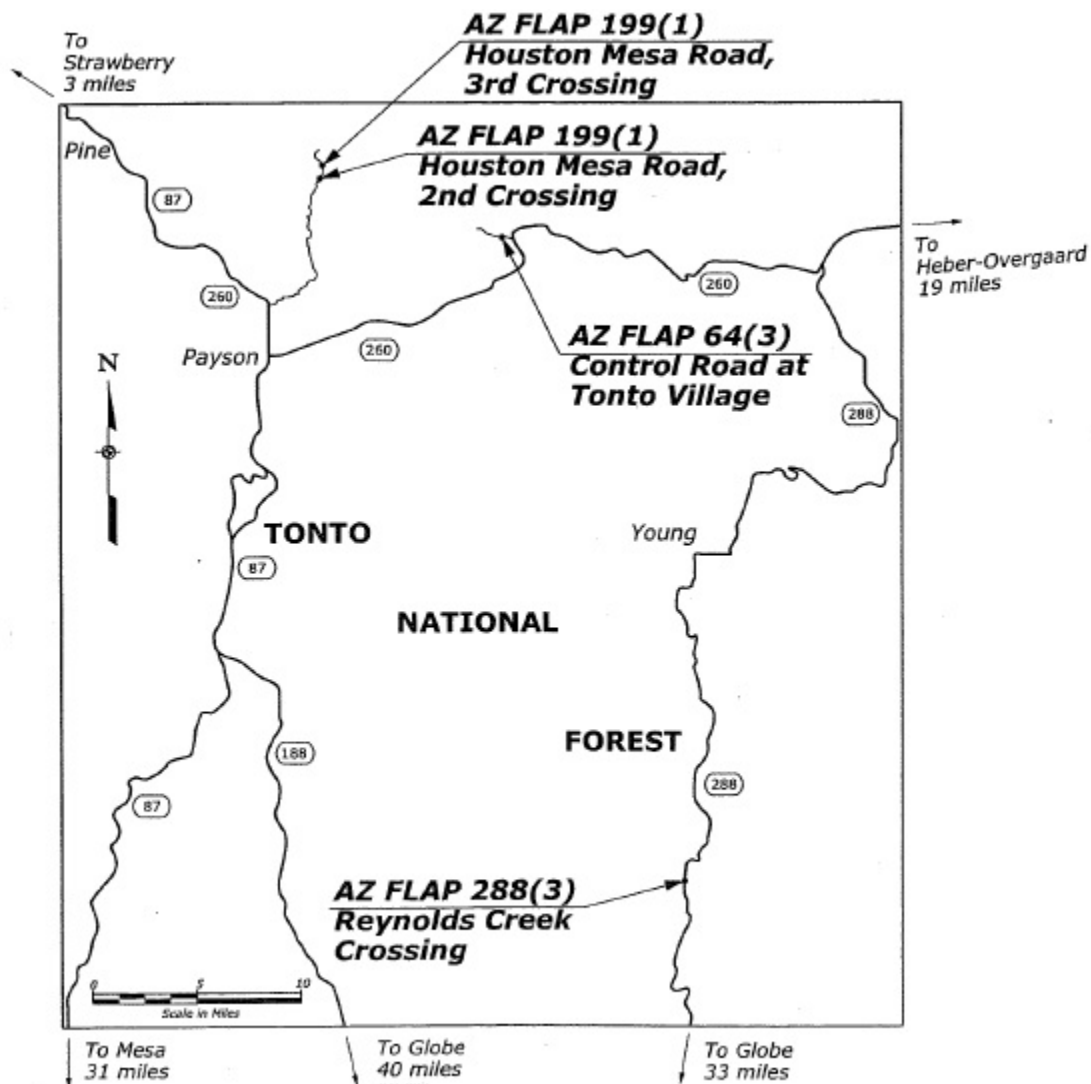 To
Strawberry
3 miles
AZ FLAP 199(1)
Houston Mesa Road,
3rd Crossing
AZ FLAP 199(1)
Houston Mesa Road,
2nd Crossing
Pine
87
To
Heber-Overgaard
19 miles
260
260
260
Payson
AZ FLAP 64(3)
Control Road at
Tonto Village
N
288
TONTO
Young
87
NATIONAL
FOREST
188
288
87
AZ FLAP 288(3)
Reynolds Creek
Crossing
0 5 10
Scale in Miles
To Mesa
31 miles
To Globe
40 miles
To Globe
33 miles